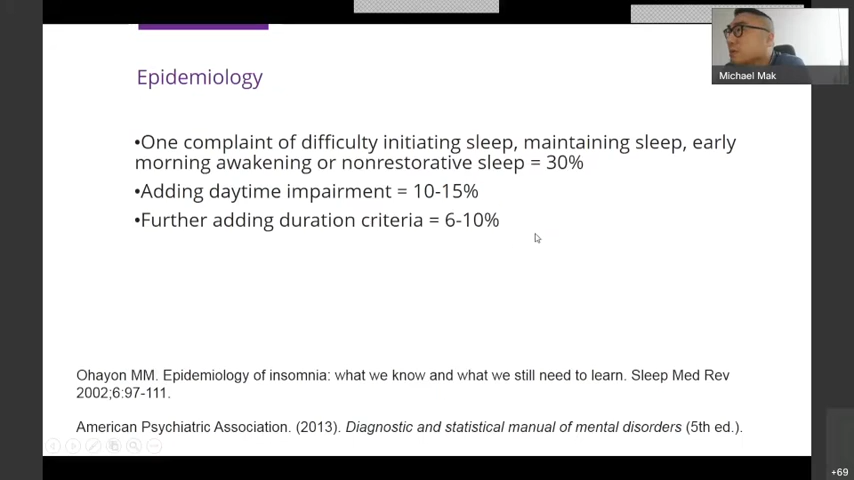 Michael Mak
Epidemiology
•One complaint of difficulty initiating sleep, maintaining sleep, early
morning awakening or nonrestorative sleep = 30%
•Adding daytime impairment = 10-15%
•Further adding duration criteria = 6-10%
Ohayon MM. Epidemiology of insomnia: what we know and what we still need to learn. Sleep Med Rev
2002;6:97-111.
American Psychiatric Association. (2013). Diagnostic and statistical manual of mental disorders (5th ed.).
+69